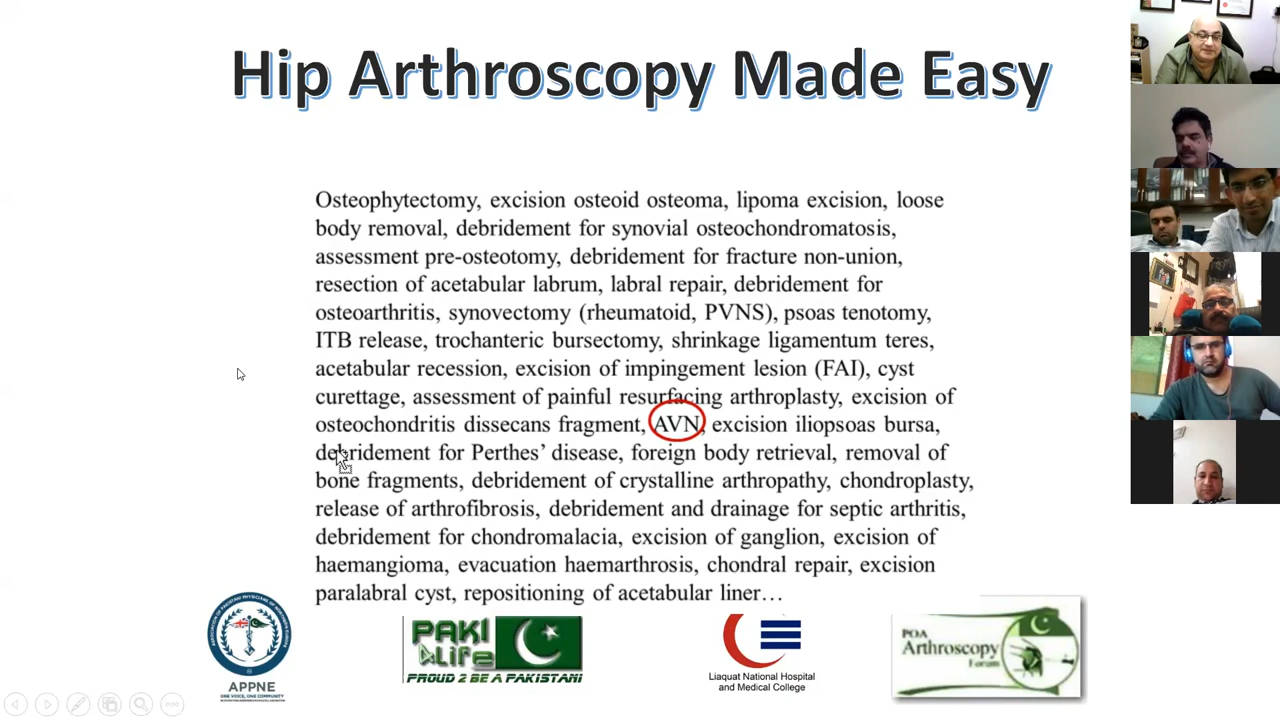 Hip Arthroscopy Made Easy
Osteophytectomy, excision osteoid osteoma, lipoma excision, loose
body removal, debridement for synovial osteochondromatosis,
assessment pre-osteotomy, debridement for fracture non-union,
resection of acetabular labrum, labral repair, debridement for
osteoarthritis, synovectomy (rheumatoid, PVNS), psoas tenotomy,
ITB release, trochanteric bursectomy, shrinkage ligamentum teres,
acetabular recession, excision of impingement lesion (FAI), cyst
curettage, assessment of painful resurfacing arthroplasty, excision of
osteochondritis dissecans fragment, AVN, excision iliopsoas bursa,
debridement for Perthes’ disease, foreign body retrieval, removal of
bone fragments, debridement of crystalline arthropathy, chondroplasty,
release of arthrofibrosis, debridement and drainage for septic arthritis,
debridement for chondromalacia, excision of ganglion, excision of
haemangioma, evacuation haemarthrosis, chondral repair, excision
paralabral cyst, repositioning of acetabular liner…
APPNE
ONE VOICE, ONE COMMUNITY
PAKI
Life
PROUD 2 BE A PAKISTANI
Liaquat National Hospital
and Medical College
POA
Arthroscopy
Forum